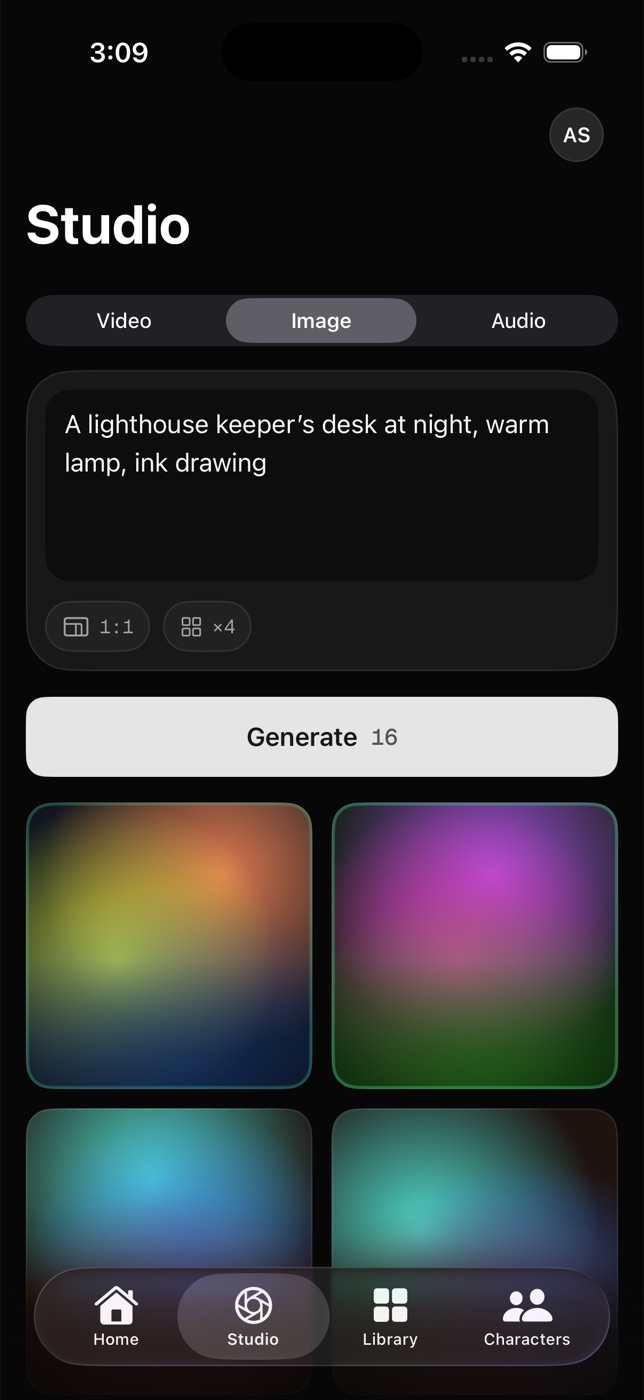 3:09
AS
Studio
Video
Image
Audio
A lighthouse keeper’s desk at night, warm
lamp, ink drawing
1:1
×4
Generate 16
Home
Studio
Library
Characters